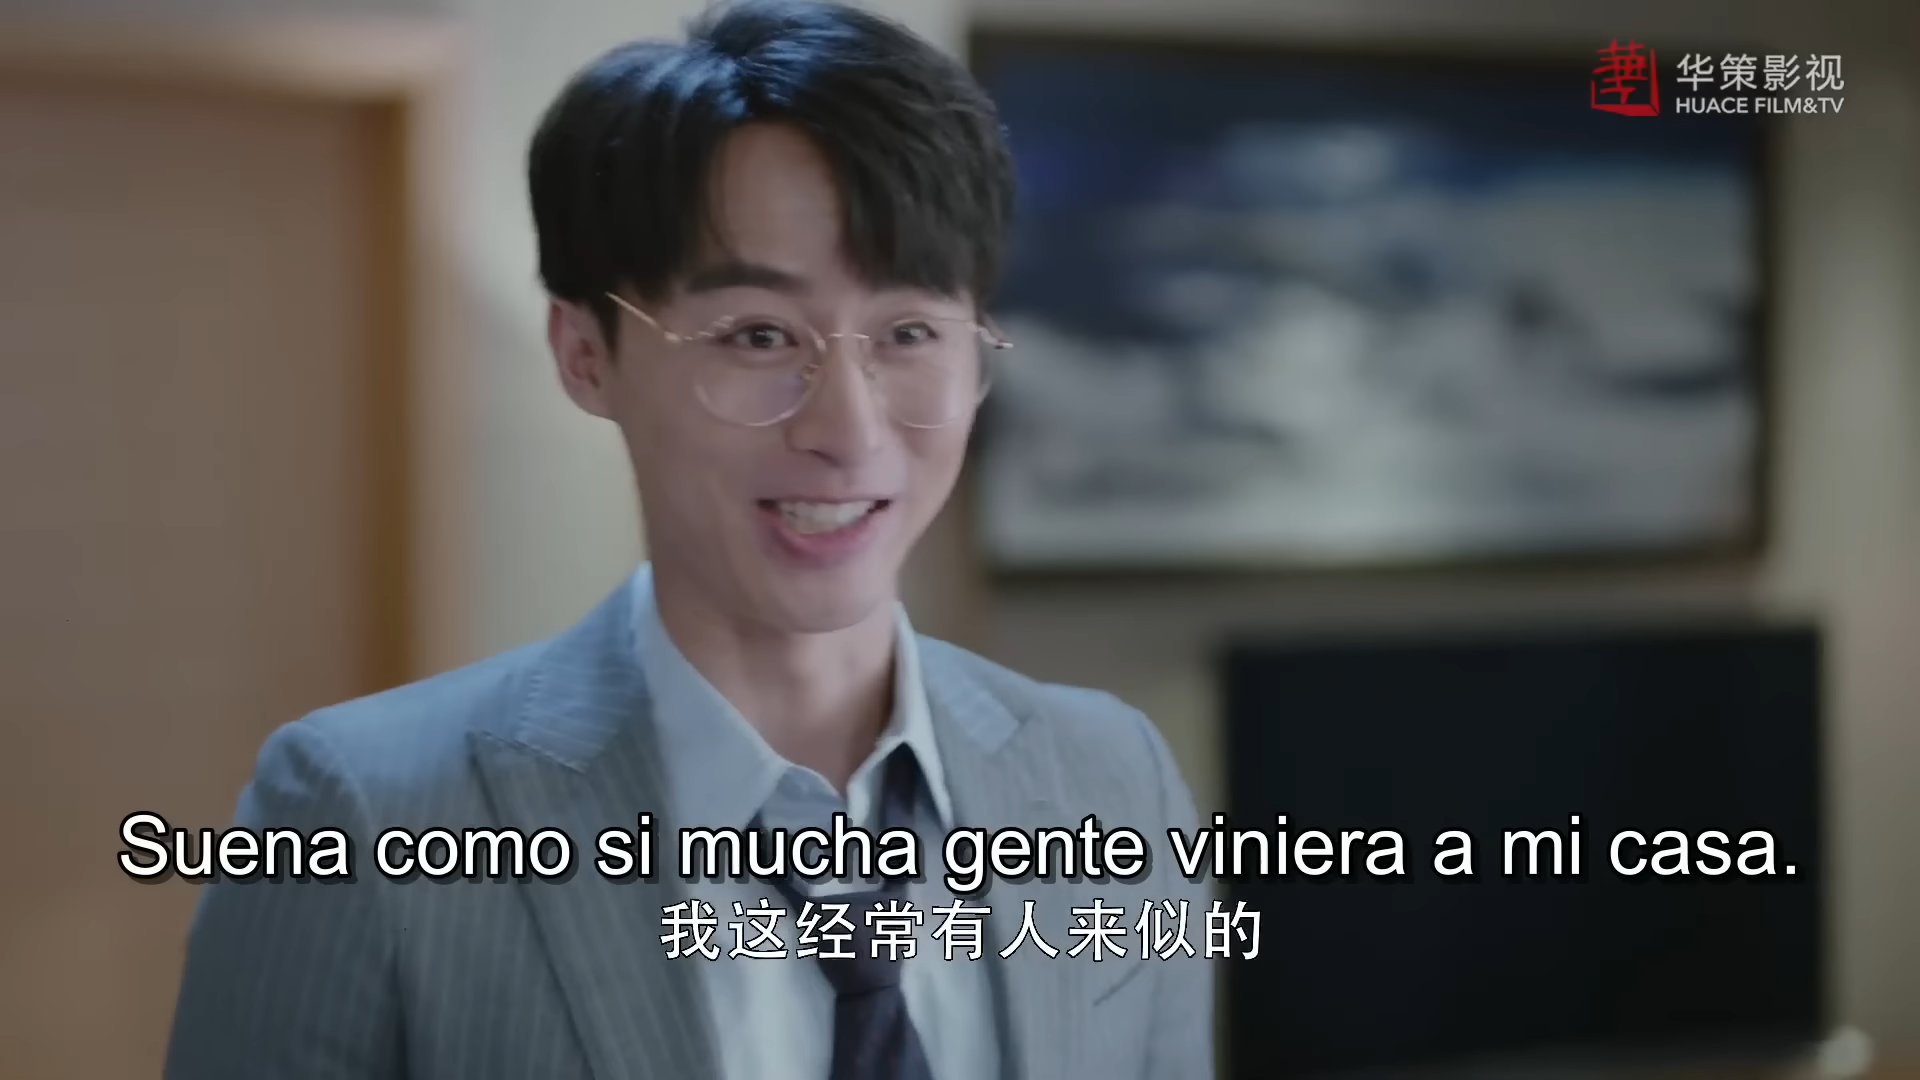 華
华策影视
HUACE FILM&TV
Suena como si mucha gente viniera a mi casa.
我这经常有人来似的